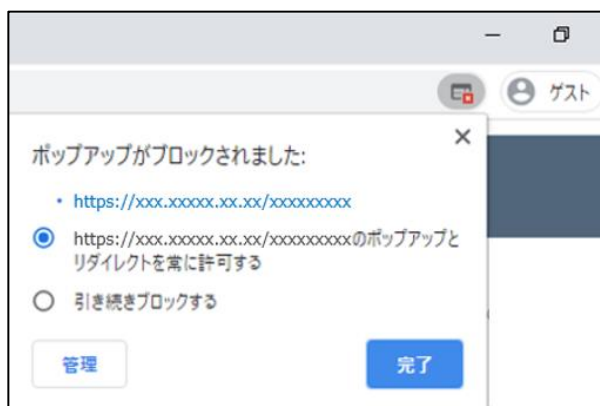 ゲスト
ポップアップがブロックされました:
• https://xxx.xxxxx.xx.xx/xxxxxxxxx
https://xxx.xxxxx.xx.xx/xxxxxxxxxのポップアップと
リダイレクトを常に許可する
引き続きブロックする
管理
完了